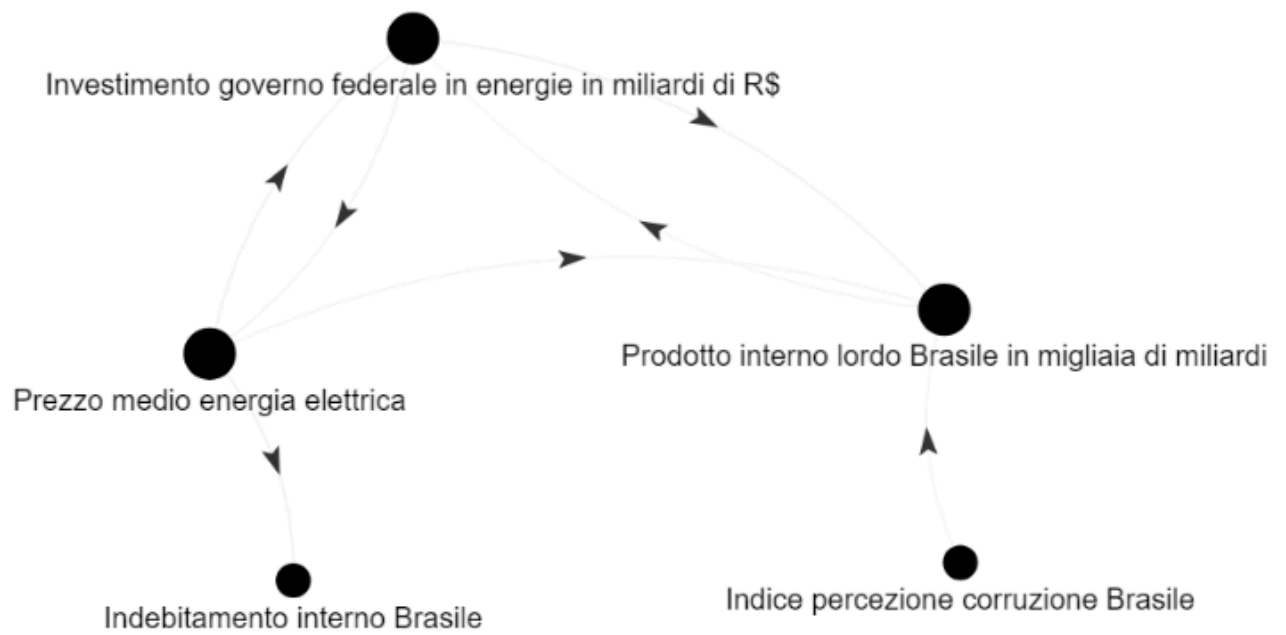 Investimento governo federale in energie in miliardi di R$
Prodotto interno lordo Brasile in migliaia di miliardi
Prezzo medio energia elettrica
Indice percezione corruzione Brasile
Indebitamento interno Brasile